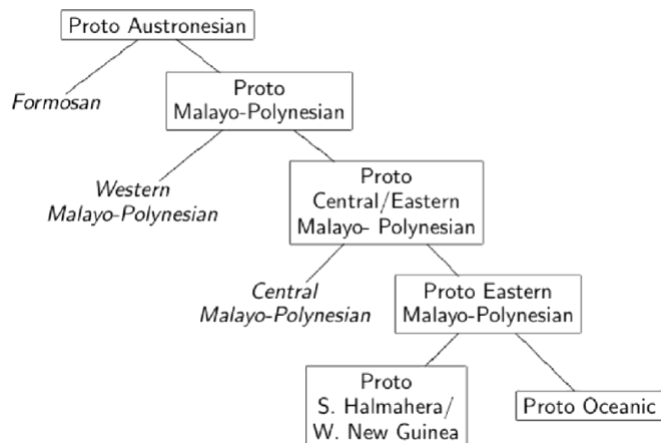 Proto Austronesian
Formosan
Proto
Malayo-Polynesian
Western
Malayo-Polynesian
Proto
Central/Eastern
Malayo- Polynesian
Central
Malayo-Polynesian
Proto Eastern
Malayo-Polynesian
Proto
S. Halmahera/
W. New Guinea
Proto Oceanic